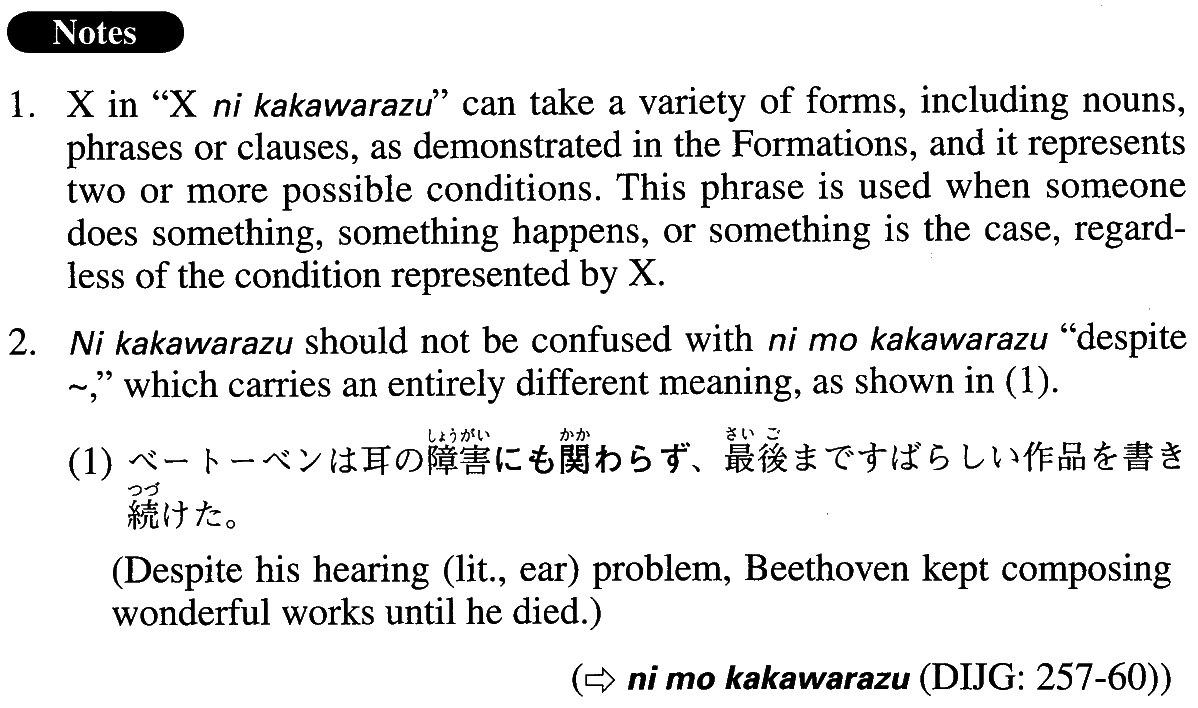 Notes
1. X in “X ni kakawarazu” can take a variety of forms, including nouns,
phrases or clauses, as demonstrated in the Formations, and it represents
two or more possible conditions. This phrase is used when someone
does something, something happens, or something is the case, regard-
less of the condition represented by X.
2. Ni kakawarazu should not be confused with ni mo kakawarazu “despite
~,” which carries an entirely different meaning, as shown in (1).
しょうがい かか さい ご
(1) ベートーベンは耳の障害にも関わらず、最後まですばらしい作品を書き
つづ
続けた。
(Despite his hearing (lit., ear) problem, Beethoven kept composing
wonderful works until he died.)
(⇨ ni mo kakawarazu (DIJG: 257-60))